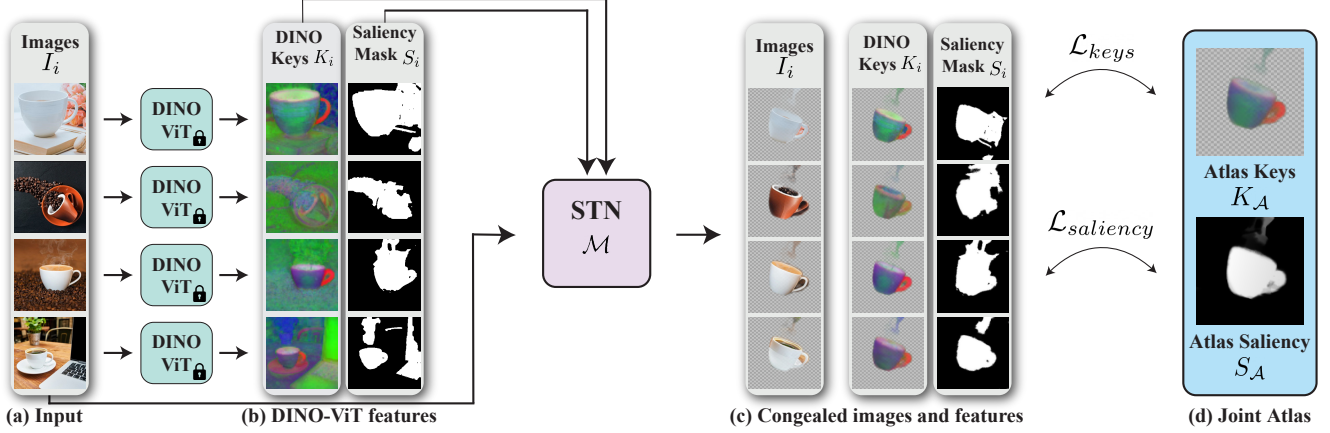 Images
I_i
DINO
ViT
DINO
ViT
DINO
ViT
DINO
ViT
(a) Input
DINO
Keys K_i
Saliency
Mask S_i
(b) DINO-ViT features
STN
ℳ
Images
I_i
DINO
Keys K_i
Saliency
Mask S_i
(c) Congealed images and features
ℒ_keys
ℒ_saliency
Atlas Keys
K_𝒜
Atlas Saliency
S_𝒜
(d) Joint Atlas